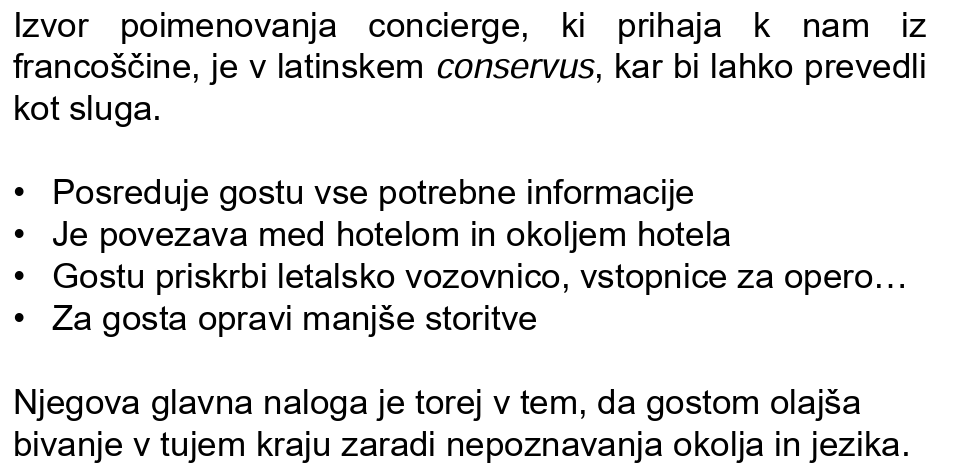 Izvor poimenovanja concierge, ki prihaja k nam iz
francoščine, je v latinskem conservus, kar bi lahko prevedli
kot sluga.
• Posreduje gostu vse potrebne informacije
• Je povezava med hotelom in okoljem hotela
• Gostu priskrbi letalsko vozovnico, vstopnice za opero…
• Za gosta opravi manjše storitve
Njegova glavna naloga je torej v tem, da gostom olajša
bivanje v tujem kraju zaradi nepoznavanja okolja in jezika.